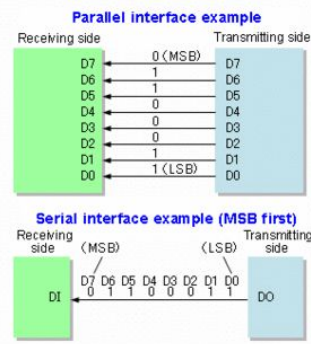 Parallel interface example
Receiving side Transmitting side
0 (MSB)
D7 D7
1
D6 D6
1
D5 D5
0
D4 D4
0
D3 D3
0
D2 D2
1
D1 D1
1 (LSB)
D0 D0
Serial interface example (MSB first)
Receiving side
Transmitting side
(MSB) (LSB)
D7 D6 D5 D4 D3 D2 D1 D0
0 1 1 0 0 0 1 1
DI DO